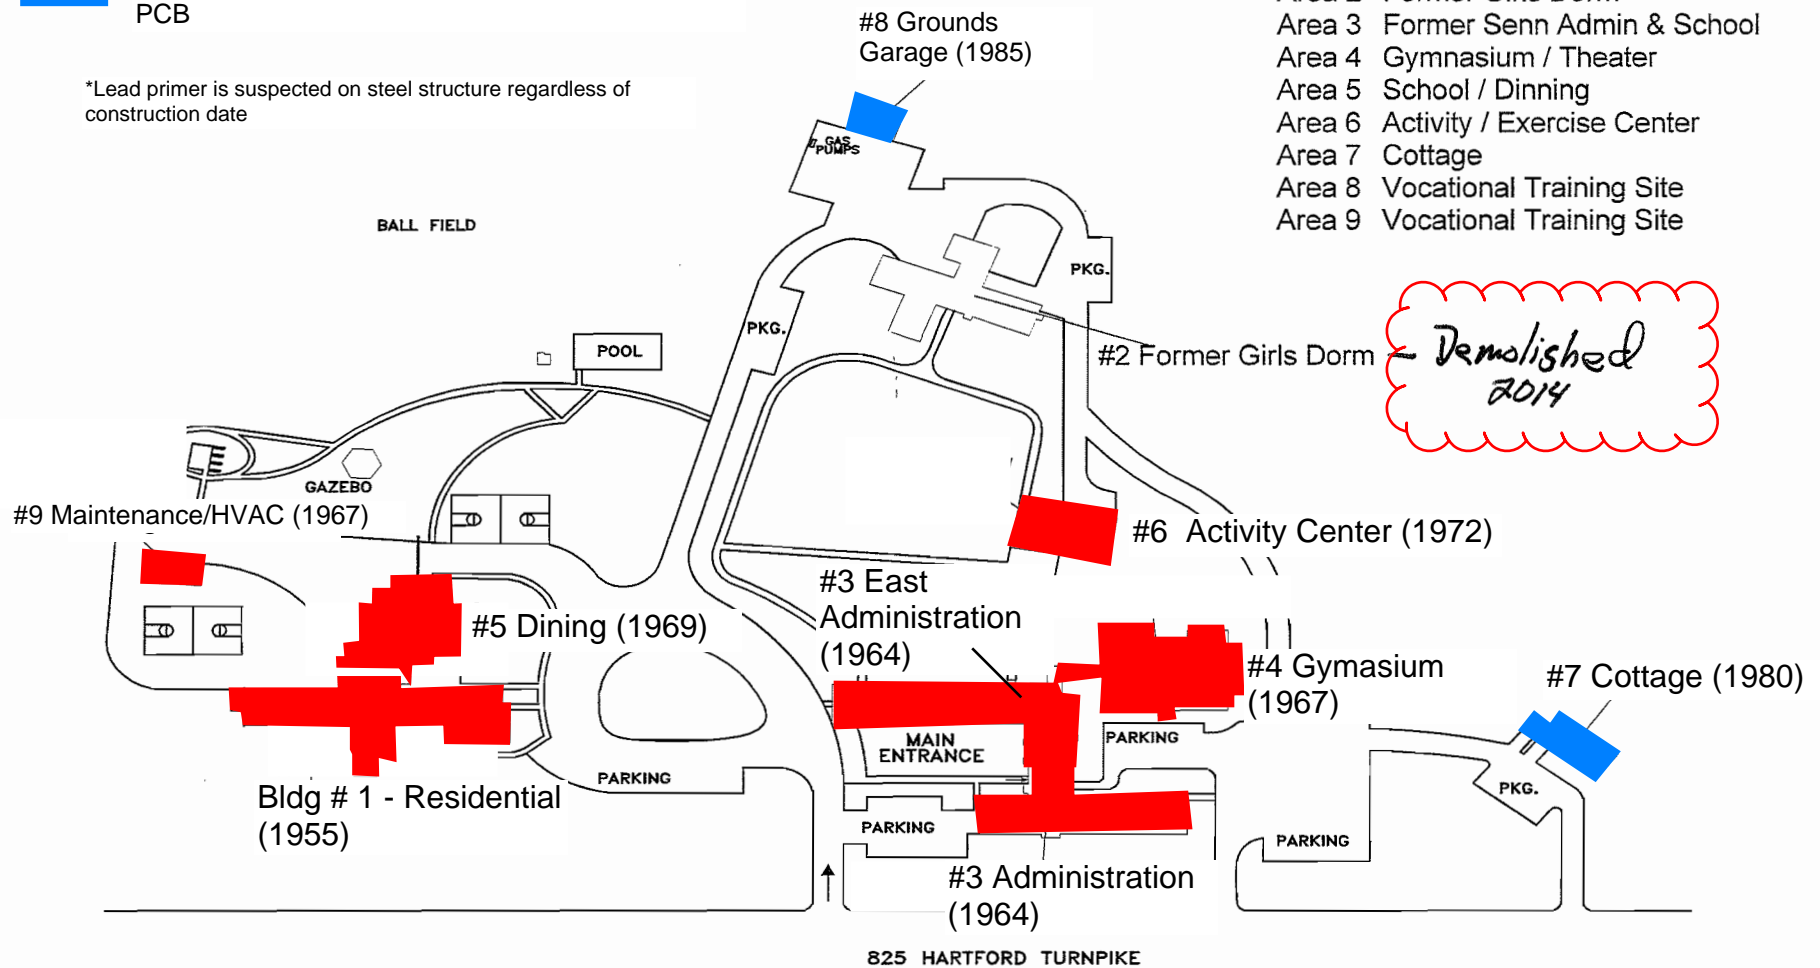 PCB
*Lead primer is suspected on steel structure regardless of
construction date
#8 Grounds
Garage (1985)
Area 2 Former Girls Dorm
Area 3 Former Senn Admin & School
Area 4 Gymnasium / Theater
Area 5 School / Dinning
Area 6 Activity / Exercise Center
Area 7 Cottage
Area 8 Vocational Training Site
Area 9 Vocational Training Site
GAS
PUMPS
BALL FIELD
PKG.
PKG.
POOL
#2 Former Girls Dorm – Demolished
2014
GAZEBO
#9 Maintenance/HVAC (1967)
#6 Activity Center (1972)
#3 East
Administration
(1964)
#5 Dining (1969)
#4 Gymasium
(1967)
#7 Cottage (1980)
MAIN
ENTRANCE
PARKING
PARKING
PKG.
Bldg # 1 - Residential
(1955)
PARKING
PARKING
#3 Administration
(1964)
825 HARTFORD TURNPIKE